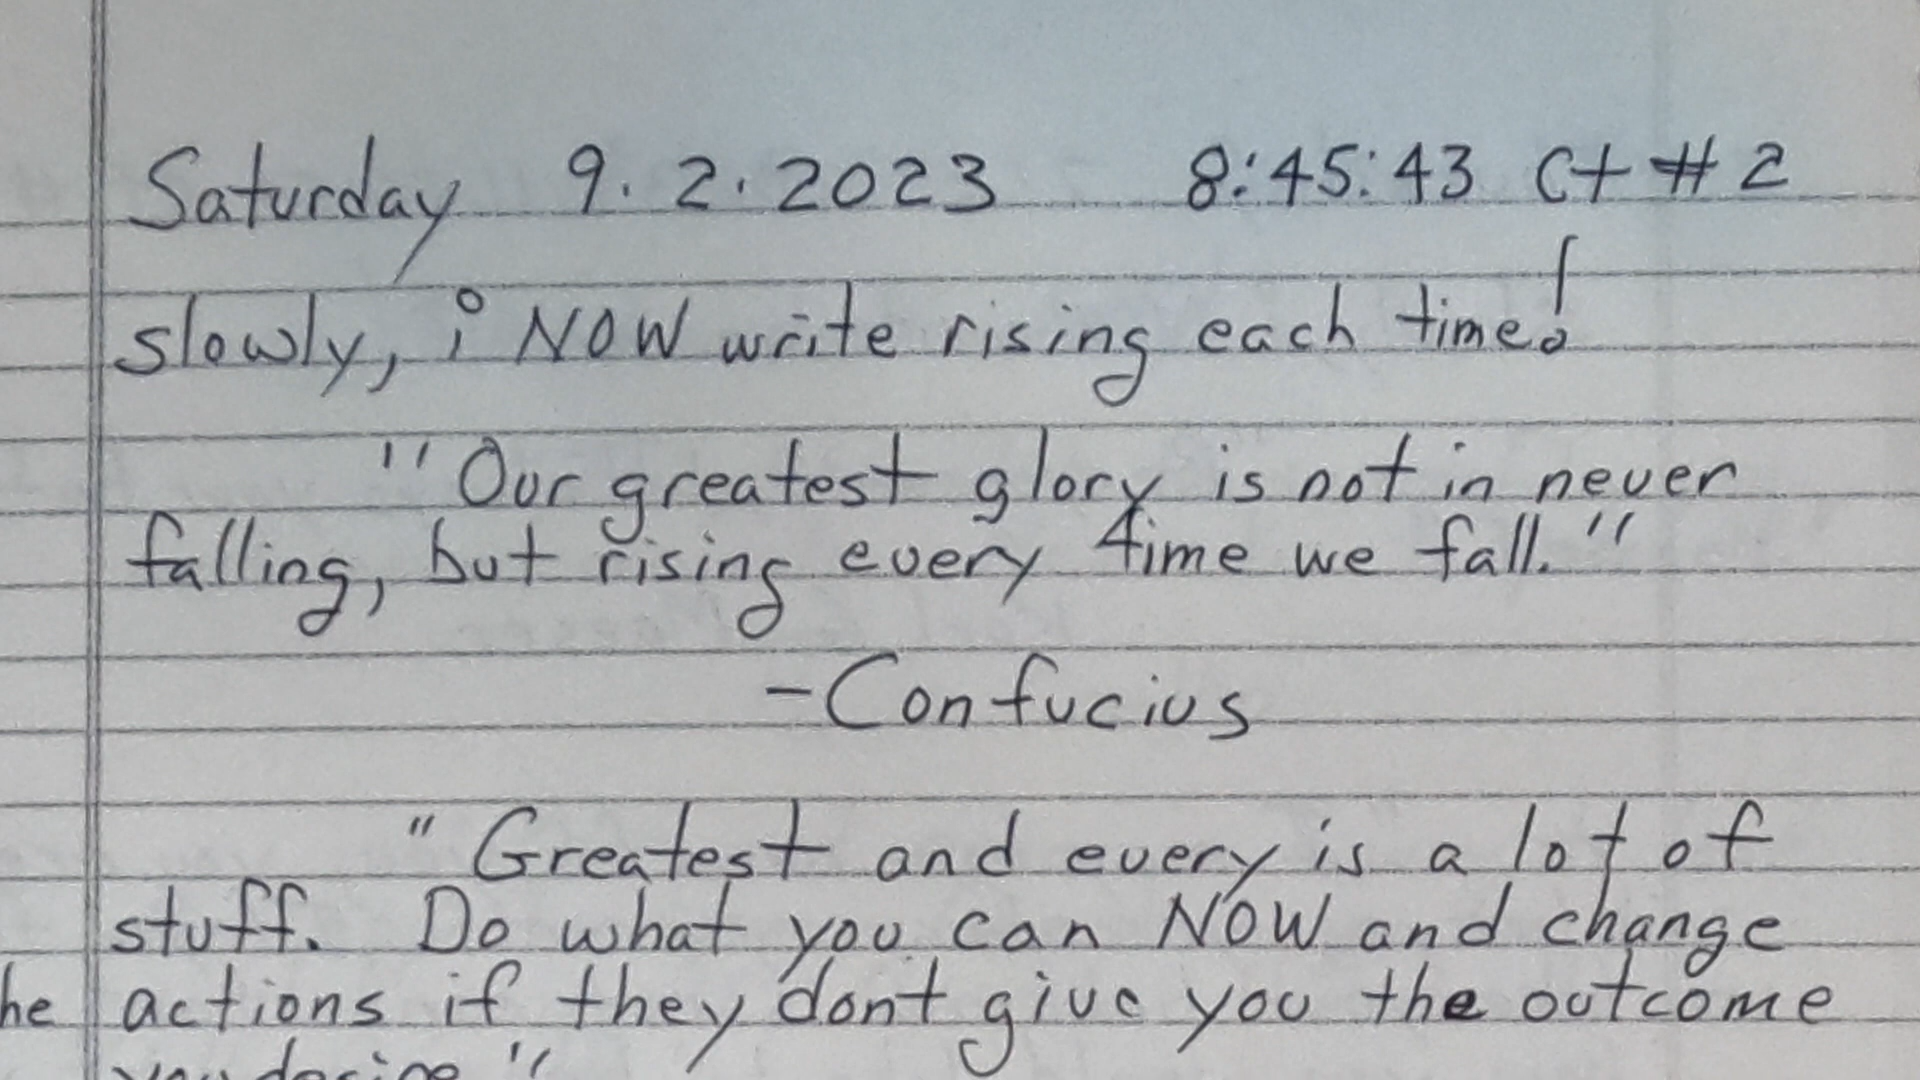 Saturday 9.2.2023 8:45:43 Ct #2
slowly, i NOW write rising each time!
"Our greatest glory is not in never
falling, but rising every time we fall."
-Confucius
"Greatest and every is a lot of
stuff. Do what you can NOW and change
he actions if they dont give you the outcome
you desire"